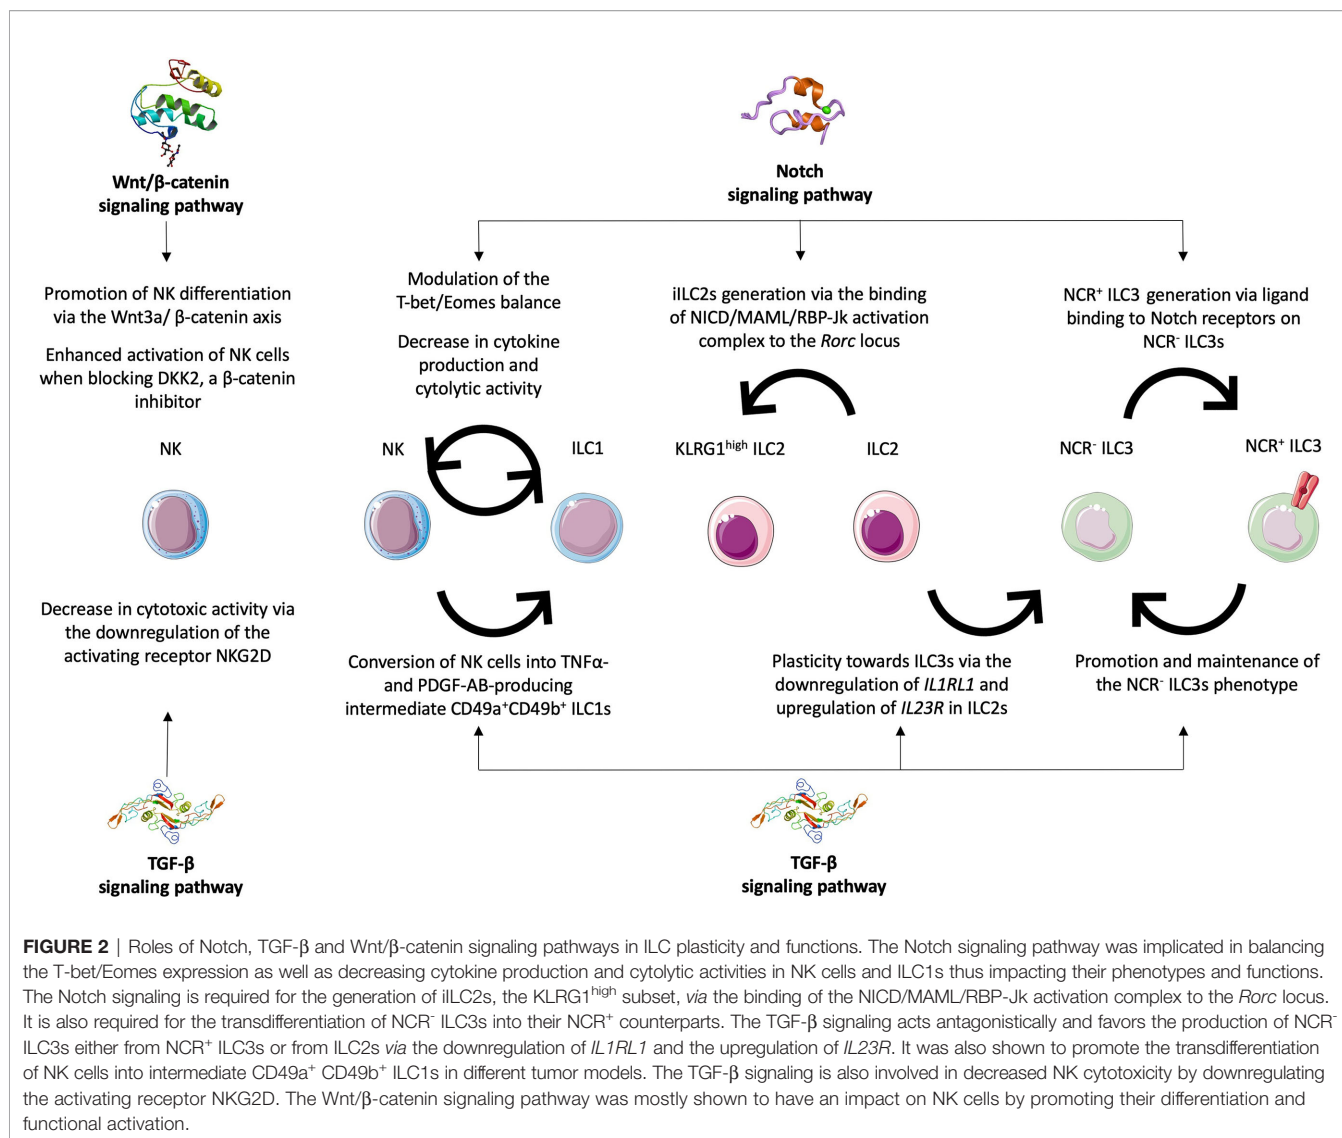 Wnt/β-catenin
signaling pathway
Notch
signaling pathway
Promotion of NK differentiation
via the Wnt3a/ β-catenin axis
Enhanced activation of NK cells
when blocking DKK2, a β-catenin
inhibitor
NK
Decrease in cytotoxic activity via
the downregulation of the
activating receptor NKG2D
TGF-β
signaling pathway
Modulation of the
T-bet/Eomes balance
Decrease in cytokine
production and
cytolytic activity
NK
ILC1
Conversion of NK cells into TNFα-
and PDGF-AB-producing
intermediate CD49a⁺CD49b⁺ ILC1s
iILC2s generation via the binding
of NICD/MAML/RBP-Jk activation
complex to the Rorc locus
KLRG1ʰⁱᵍʰ ILC2
ILC2
Plasticity towards ILC3s via the
downregulation of IL1RL1 and
upregulation of IL23R in ILC2s
NCR⁺ ILC3 generation via ligand
binding to Notch receptors on
NCR⁻ ILC3s
NCR⁻ ILC3
NCR⁺ ILC3
Promotion and maintenance of
the NCR⁻ ILC3s phenotype
TGF-β
signaling pathway
FIGURE 2 | Roles of Notch, TGF-β and Wnt/β-catenin signaling pathways in ILC plasticity and functions. The Notch signaling pathway was implicated in balancing
the T-bet/Eomes expression as well as decreasing cytokine production and cytolytic activities in NK cells and ILC1s thus impacting their phenotypes and functions.
The Notch signaling is required for the generation of iILC2s, the KLRG1ʰⁱᵍʰ subset, via the binding of the NICD/MAML/RBP-Jk activation complex to the Rorc locus.
It is also required for the transdifferentiation of NCR⁻ ILC3s into their NCR⁺ counterparts. The TGF-β signaling acts antagonistically and favors the production of NCR⁻
ILC3s either from NCR⁺ ILC3s or from ILC2s via the downregulation of IL1RL1 and the upregulation of IL23R. It was also shown to promote the transdifferentiation
of NK cells into intermediate CD49a⁺ CD49b⁺ ILC1s in different tumor models. The TGF-β signaling is also involved in decreased NK cytotoxicity by downregulating
the activating receptor NKG2D. The Wnt/β-catenin signaling pathway was mostly shown to have an impact on NK cells by promoting their differentiation and
functional activation.